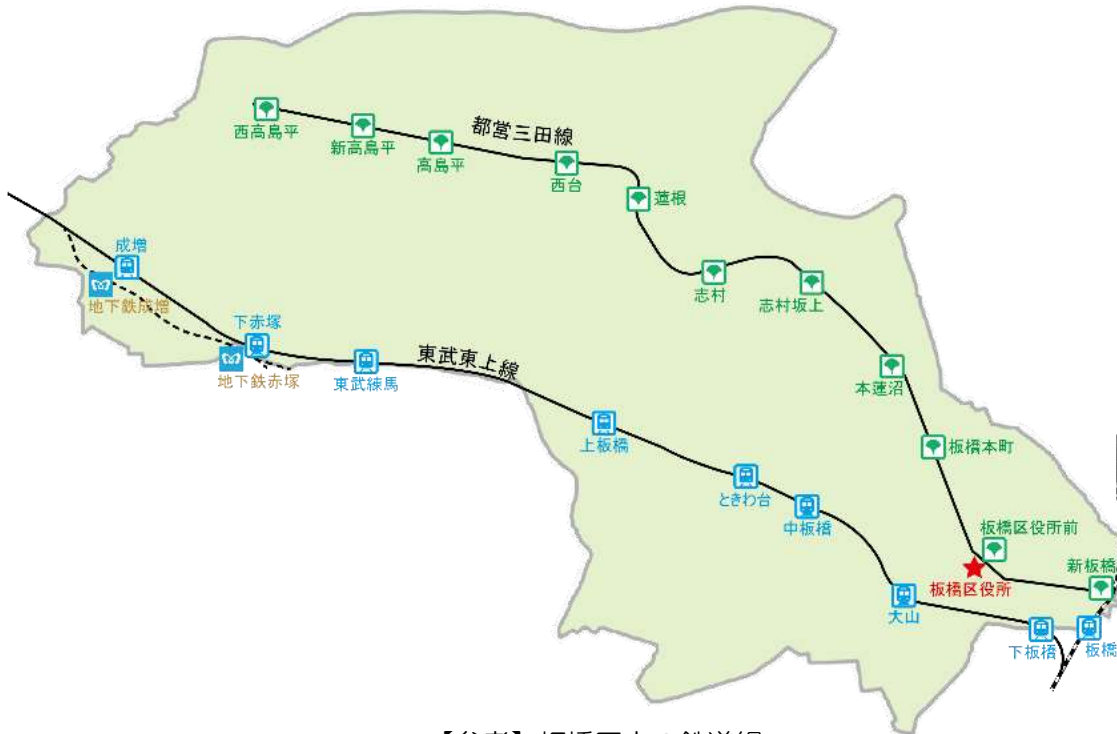 都営三田線
西高島平
新高島平
高島平
西台
蓮根
成増
地下鉄成増
志村
志村坂上
下赤塚
地下鉄赤塚
東武練馬
東武東上線
本蓮沼
上板橋
板橋本町
ときわ台
中板橋
板橋区役所前
新板橋
板橋区役所
大山
下板橋
板橋